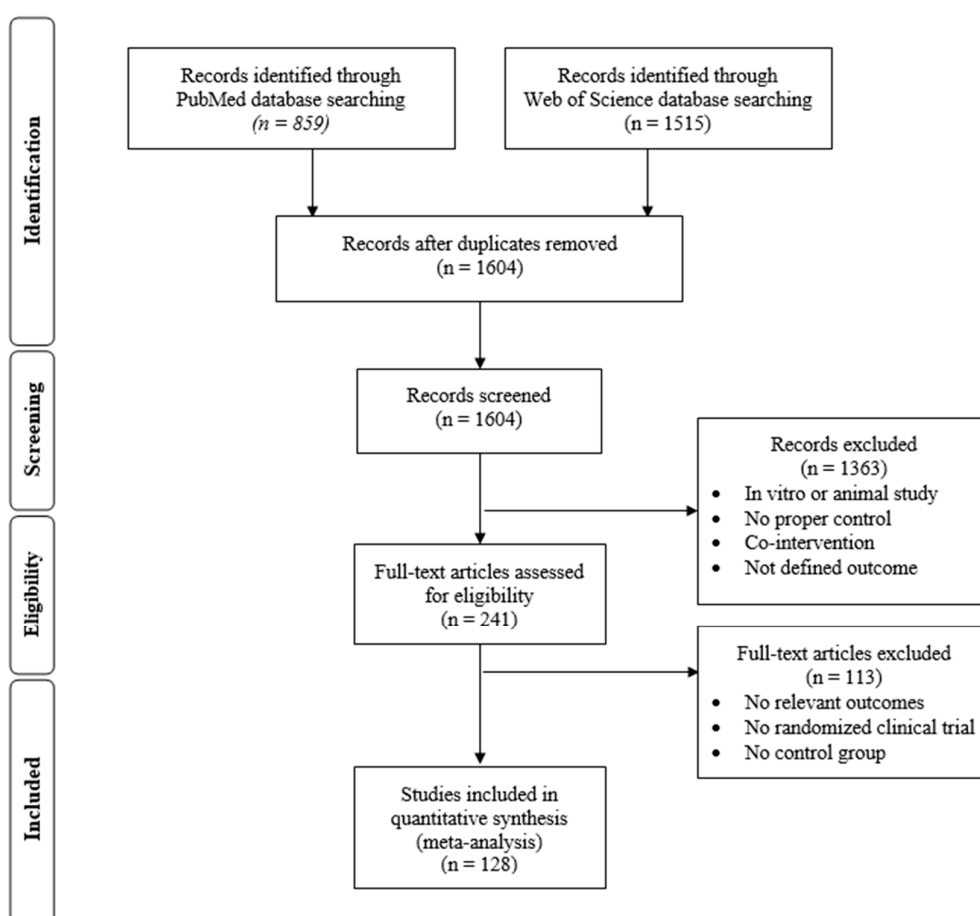 Identification
Records identified through
PubMed database searching
(n = 859)
Records identified through
Web of Science database searching
(n = 1515)
Records after duplicates removed
(n = 1604)
Screening
Records screened
(n = 1604)
Records excluded
(n = 1363)
• In vitro or animal study
• No proper control
• Co-intervention
• Not defined outcome
Eligibility
Full-text articles assessed
for eligibility
(n = 241)
Full-text articles excluded
(n = 113)
• No relevant outcomes
• No randomized clinical trial
• No control group
Included
Studies included in
quantitative synthesis
(meta-analysis)
(n = 128)